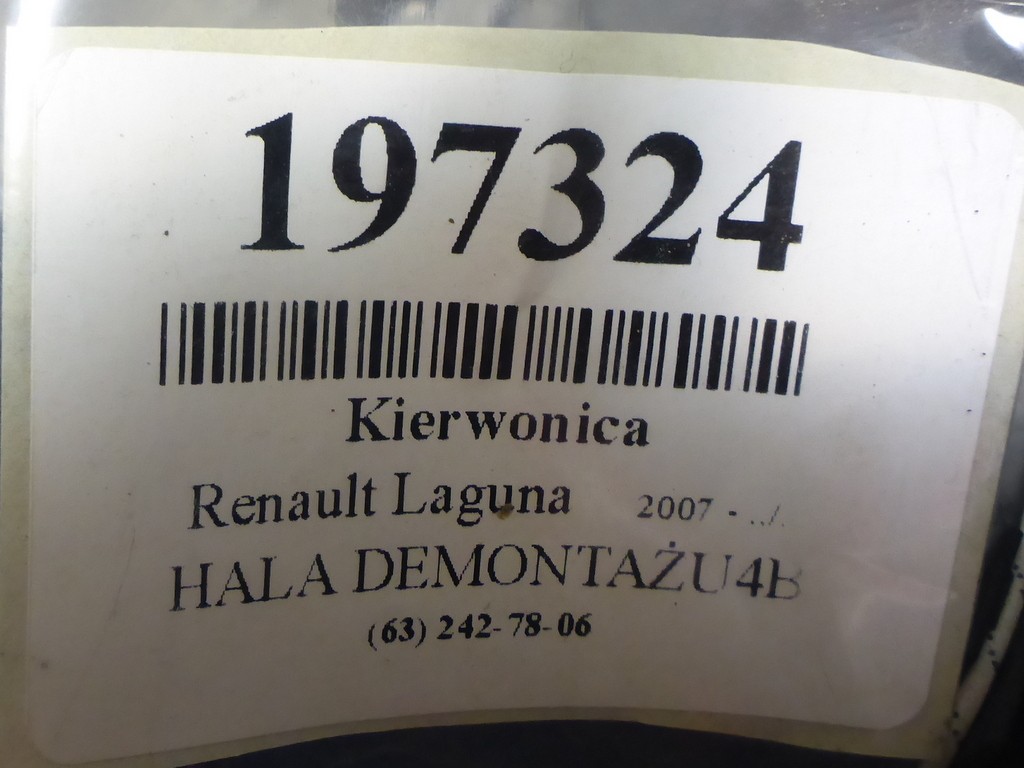 197324
Kierwonica
Renault Laguna 2007 - ../.
HALA DEMONTAŻU4B
(63) 242-78-06